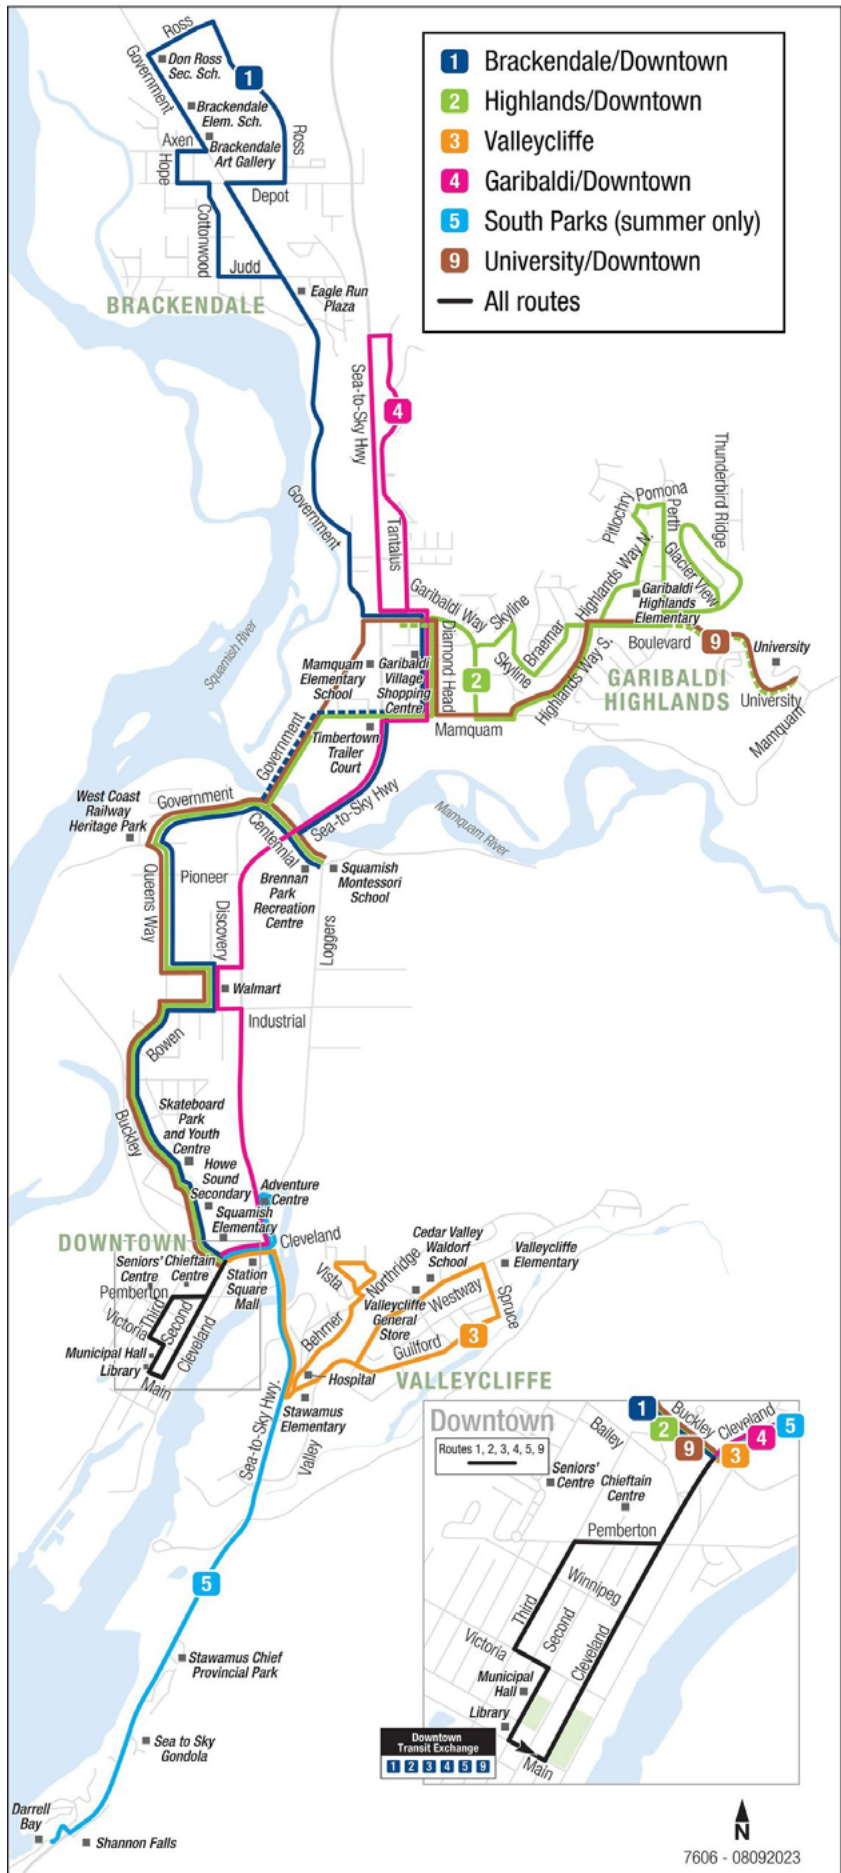 1 Brackendale/Downtown
2 Highlands/Downtown
3 Valleycliffe
4 Garibaldi/Downtown
5 South Parks (summer only)
9 University/Downtown
All routes
Ross
Government
Don Ross
Sec. Sch.
1
Brackendale
Elem. Sch.
Ross
Axen
Brackendale
Art Gallery
Hope
Depot
Cottonwood
Judd
Eagle Run
Plaza
BRACKENDALE
Sea-to-Sky Hwy
4
Government
Tantalus
Thunderbird Ridge
Pitlochry
Pomona
Perth
Glacier View
Highlands Way N.
Garibaldi
Highlands
Elementary
Garibaldi Way
Skyline
Braemar
Skyline
Diamond Head
2
Highlands Way S.
Boulevard
9
University
University
Mamquam
GARIBALDI
HIGHLANDS
Squamish River
Mamquam
Elementary
School
Garibaldi
Village
Shopping
Centre
Mamquam
Government
Timbertown
Trailer
Court
Sea-to-Sky Hwy
Mamquam River
West Coast
Railway
Heritage Park
Government
Centennial
Pioneer
Queens Way
Discovery
Brennan
Park
Recreation
Centre
Squamish
Montessori
School
Loggers
Walmart
Industrial
Bowen
Buckley
Skateboard
Park
and Youth
Centre
Howe
Sound
Secondary
Squamish
Elementary
Adventure
Centre
DOWNTOWN
Cleveland
Seniors'
Centre
Chieftain
Centre
Pemberton
Station
Square
Mall
Victoria
Third
Second
Cleveland
Municipal Hall
Library
Main
Vista
Northridge
Behrner
Cedar Valley
Waldorf
School
Valleycliffe
Elementary
Valleycliffe
General
Store
Westway
Spruce
Guilford
3
Hospital
VALLEYCLIFFE
Stawamus
Elementary
Valley
Sea-to-Sky Hwy.
5
Stawamus Chief
Provincial Park
Sea to Sky
Gondola
Darrell
Bay
Shannon Falls
Downtown
Routes 1, 2, 3, 4, 5, 9
1
2
9
Buckley
Cleveland
5
4
3
Bailey
Seniors'
Centre
Chieftain
Centre
Pemberton
Winnipeg
Third
Second
Cleveland
Victoria
Municipal
Hall
Library
Main
Downtown
Transit Exchange
1 2 3 4 5 9
N
7606 - 08092023